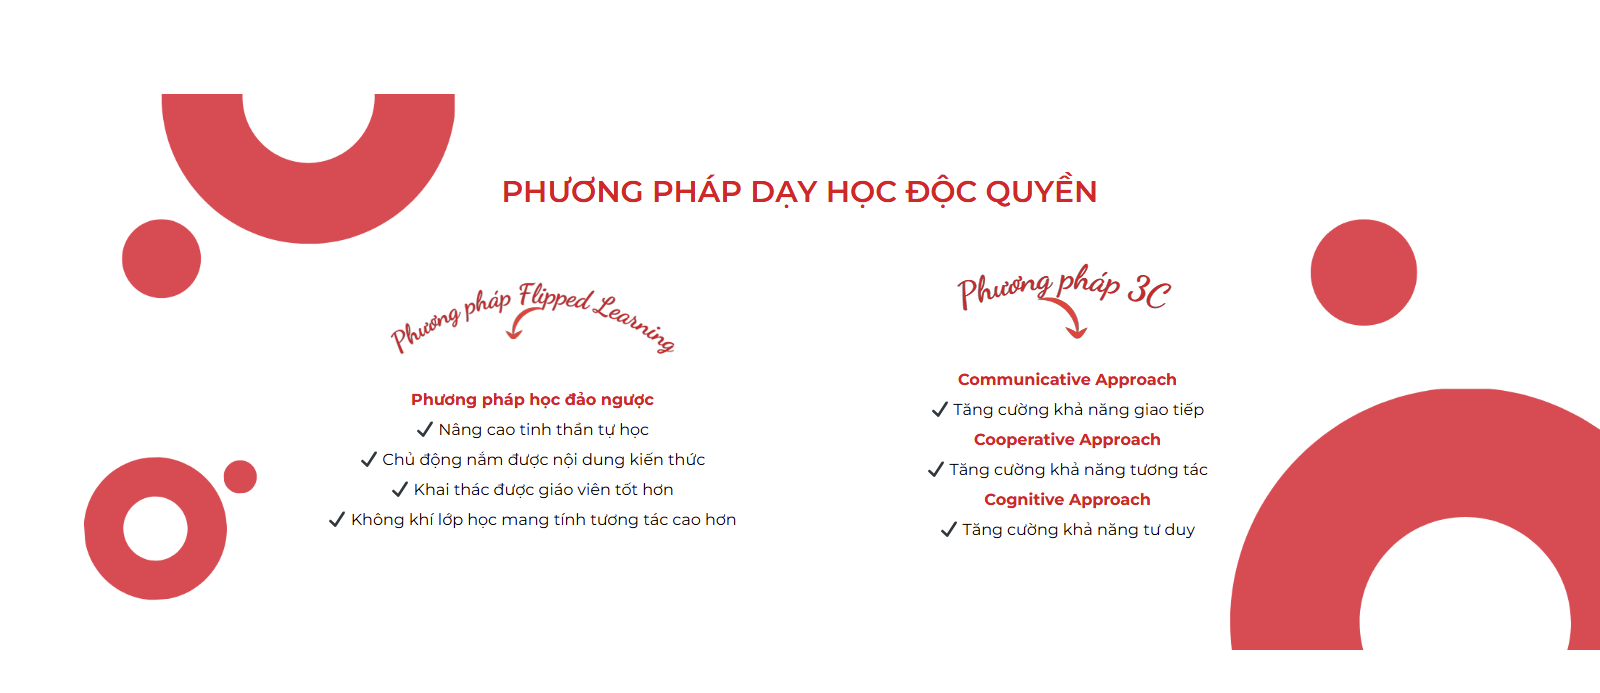 PHƯƠNG PHÁP DẠY HỌC ĐỘC QUYỀN
Phương pháp Flipped Learning
Phương pháp học đảo ngược
✓ Nâng cao tinh thần tự học
✓ Chủ động nắm được nội dung kiến thức
✓ Khai thác được giáo viên tốt hơn
✓ Không khí lớp học mang tính tương tác cao hơn
Phương pháp 3C
Communicative Approach
✓ Tăng cường khả năng giao tiếp
Cooperative Approach
✓ Tăng cường khả năng tương tác
Cognitive Approach
✓ Tăng cường khả năng tư duy